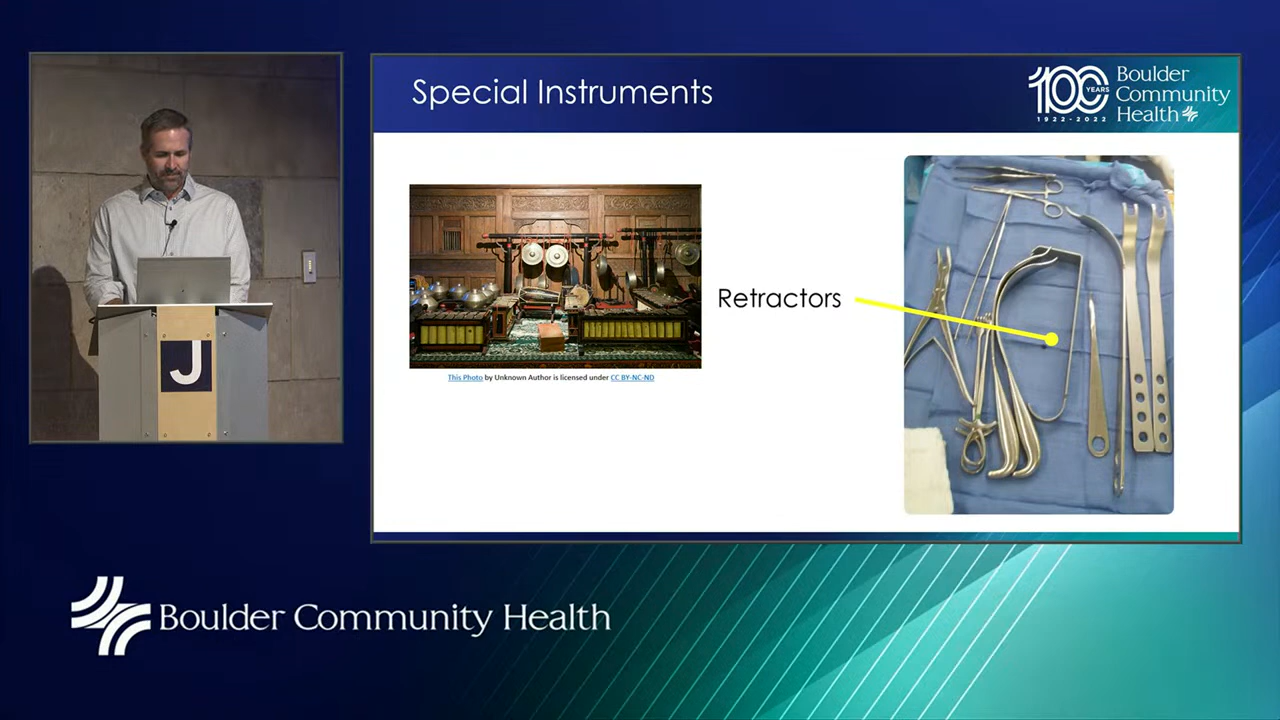 Special Instruments
100
YEARS
1922-2022
Boulder
Community
Health
Retractors
This Photo by Unknown Author is licensed under CC BY-NC-ND
J
Boulder Community Health